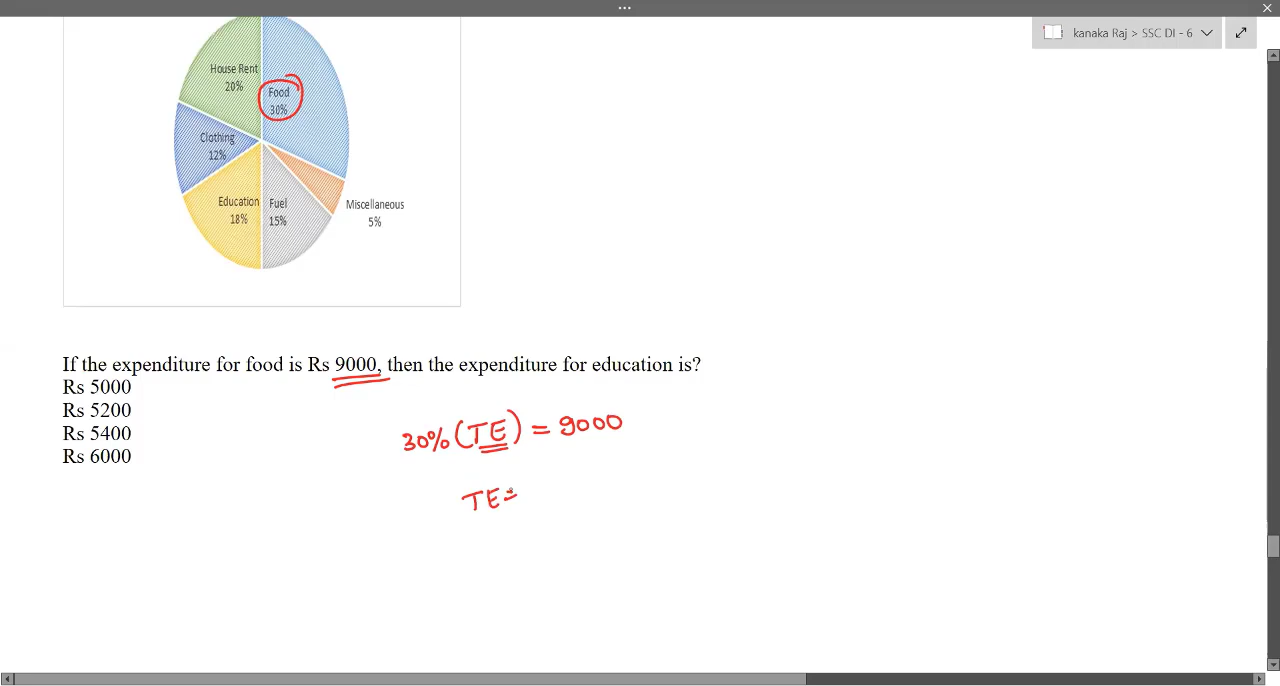 kanaka Raj > SSC DI - 6
House Rent
20%
Food
30%
Clothing
12%
Education
18%
Fuel
15%
Miscellaneous
5%
If the expenditure for food is Rs 9000, then the expenditure for education is?
Rs 5000
Rs 5200
Rs 5400
Rs 6000
30% (TE) = 9000
TE=